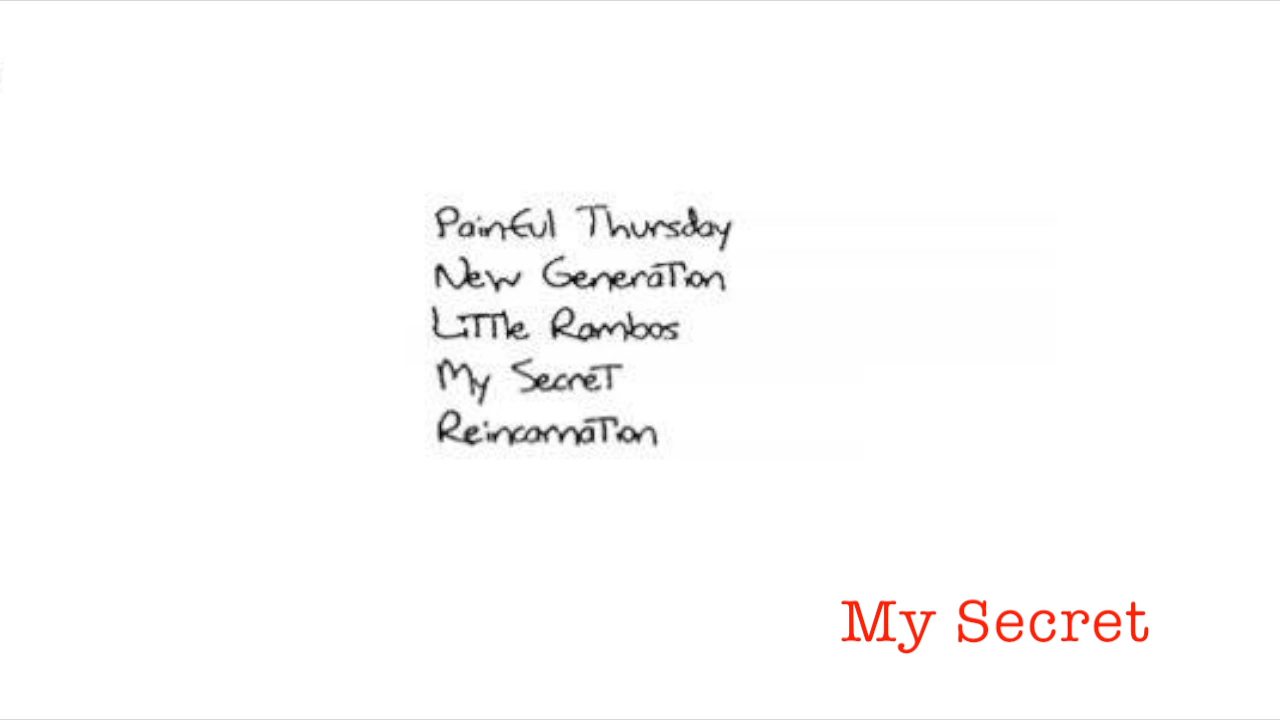 Painful Thursday
New Generation
Little Rambos
My Secret
Reincarnation
My Secret